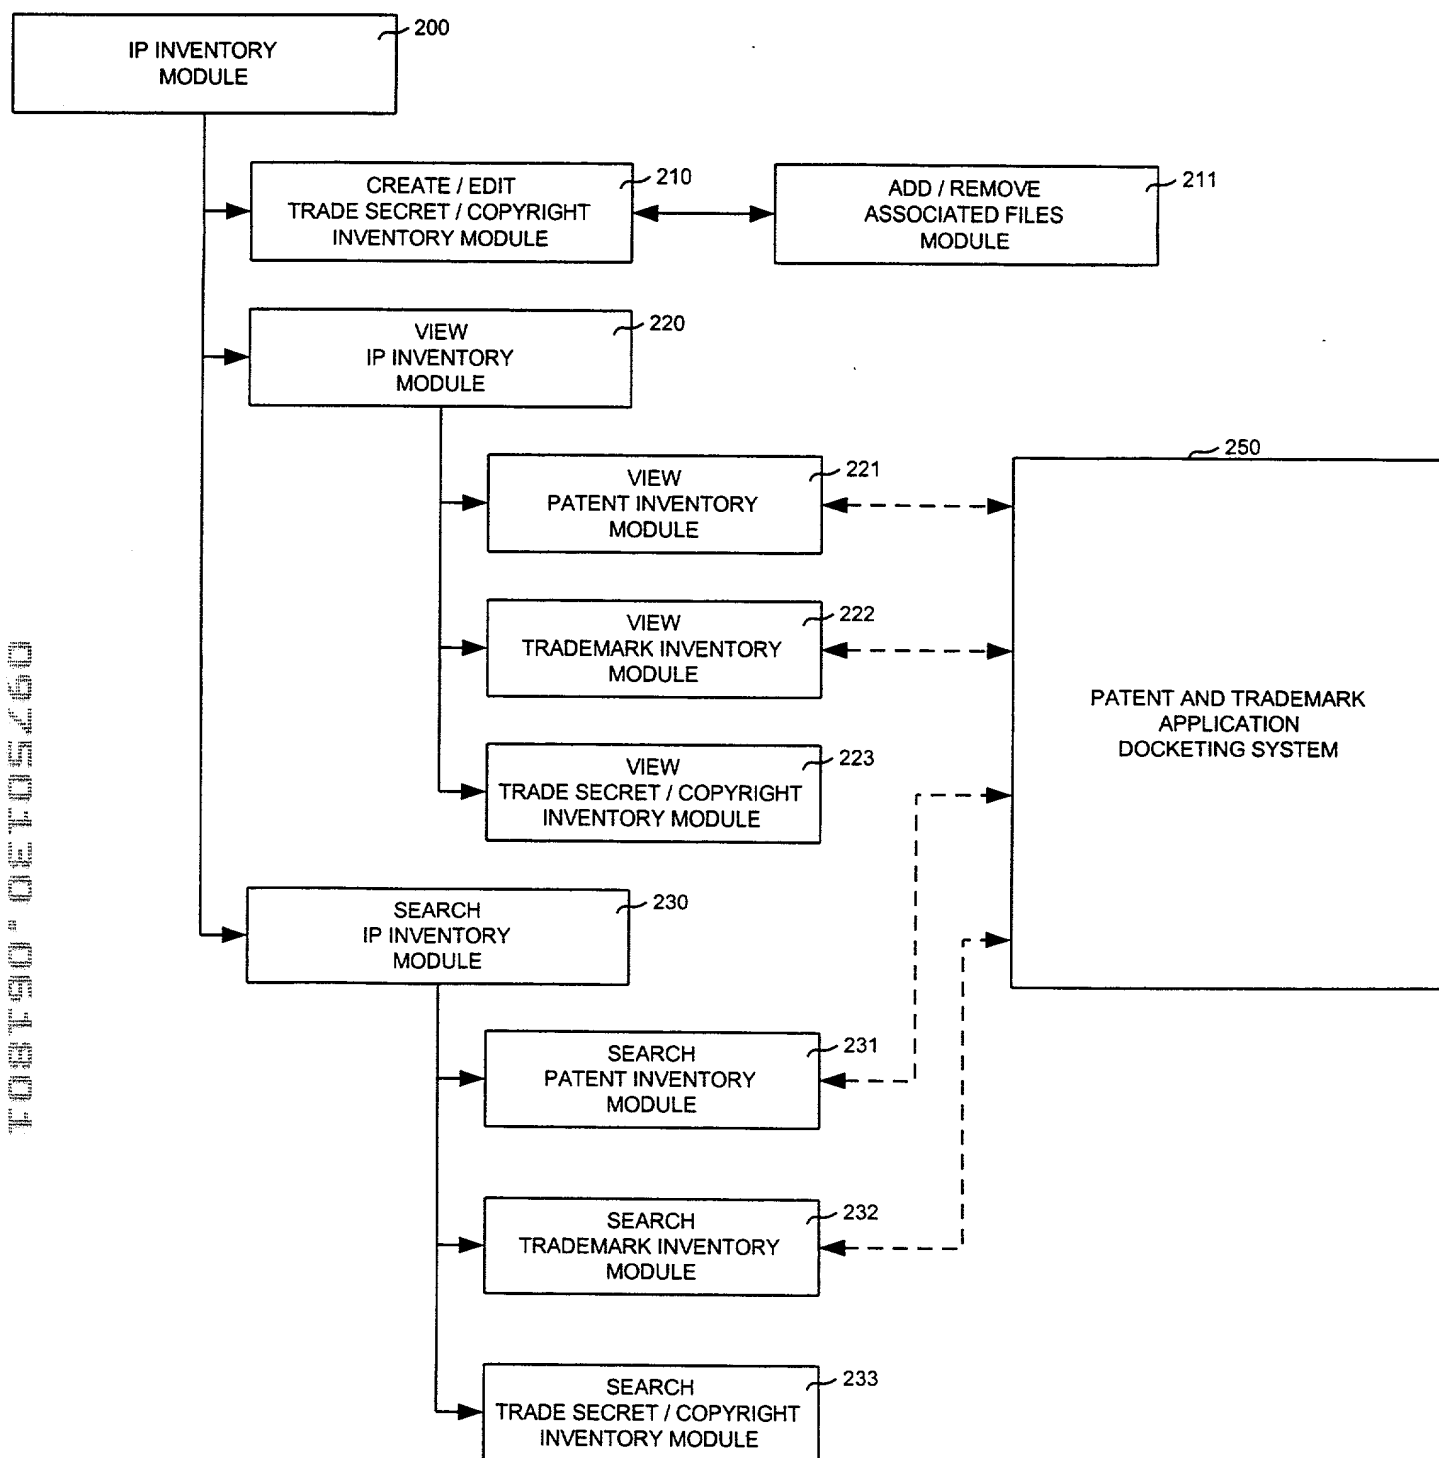 200
IP INVENTORY
MODULE
210
CREATE / EDIT
TRADE SECRET / COPYRIGHT
INVENTORY MODULE
211
ADD / REMOVE
ASSOCIATED FILES
MODULE
220
VIEW
IP INVENTORY
MODULE
221
VIEW
PATENT INVENTORY
MODULE
222
VIEW
TRADEMARK INVENTORY
MODULE
223
VIEW
TRADE SECRET / COPYRIGHT
INVENTORY MODULE
250
PATENT AND TRADEMARK
APPLICATION
DOCKETING SYSTEM
230
SEARCH
IP INVENTORY
MODULE
231
SEARCH
PATENT INVENTORY
MODULE
232
SEARCH
TRADEMARK INVENTORY
MODULE
233
SEARCH
TRADE SECRET / COPYRIGHT
INVENTORY MODULE
09750130.061801